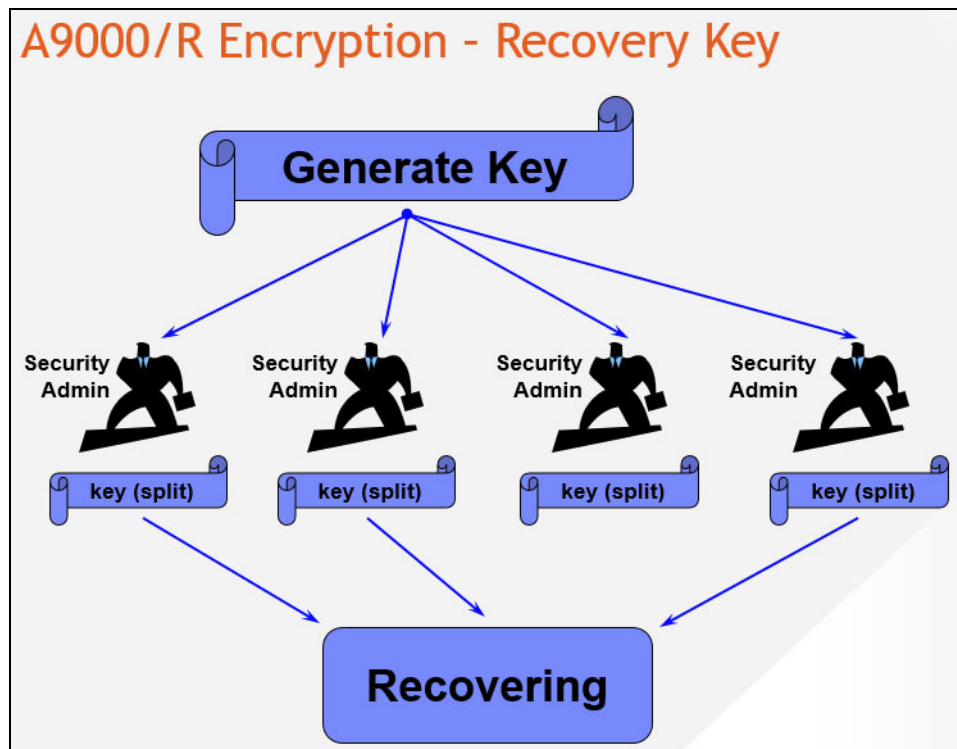 A9000/R Encryption - Recovery Key
Generate Key
Security
Admin
Security
Admin
Security
Admin
Security
Admin
key (split)
key (split)
key (split)
key (split)
Recovering